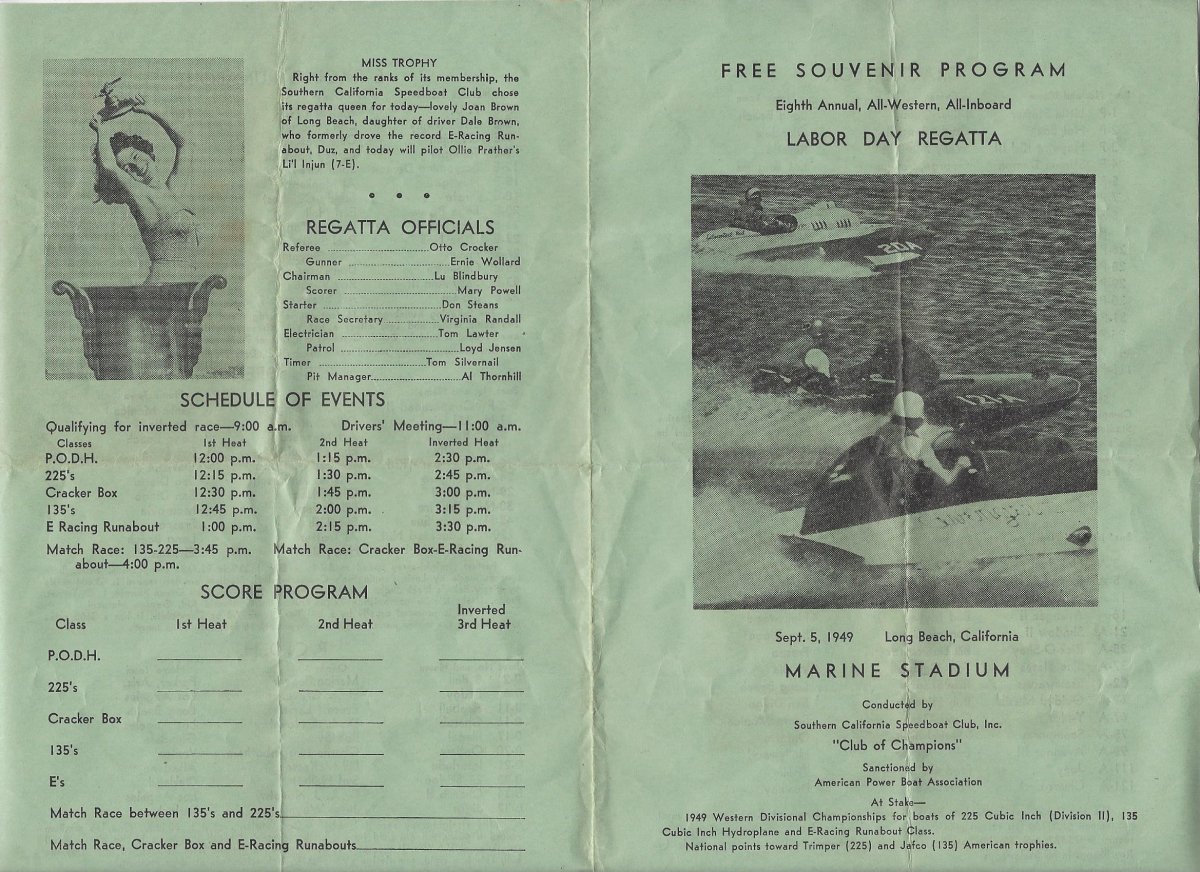 MISS TROPHY
Right from the ranks of its membership, the
Southern California Speedboat Club chose
its regatta queen for today—lovely Joan Brown
of Long Beach, daughter of driver Dale Brown,
who formerly drove the record E-Racing Run-
about, Duz, and today will pilot Ollie Prather's
Li'l Injun (7-E).
• • •
REGATTA OFFICIALS
Referee ........ Otto Crocker
Gunner ........ Ernie Wollard
Chairman ........ Lu Blindbury
Scorer ........ Mary Powell
Starter ........ Don Steans
Race Secretary ........ Virginia Randall
Electrician ........ Tom Lawter
Patrol ........ Loyd Jensen
Timer ........ Tom Silvernail
Pit Manager ........ Al Thornhill
SCHEDULE OF EVENTS
Qualifying for inverted race—9:00 a.m. Drivers' Meeting—11:00 a.m.
Classes 1st Heat 2nd Heat Inverted Heat
P.O.D.H. 12:00 p.m. 1:15 p.m. 2:30 p.m.
225's 12:15 p.m. 1:30 p.m. 2:45 p.m.
Cracker Box 12:30 p.m. 1:45 p.m. 3:00 p.m.
135's 12:45 p.m. 2:00 p.m. 3:15 p.m.
E Racing Runabout 1:00 p.m. 2:15 p.m. 3:30 p.m.
Match Race: 135-225—3:45 p.m. Match Race: Cracker Box-E-Racing Run-
about—4:00 p.m.
SCORE PROGRAM
Inverted
Class 1st Heat 2nd Heat 3rd Heat
P.O.D.H.
225's
Cracker Box
135's
E's
Match Race between 135's and 225's
Match Race, Cracker Box and E-Racing Runabouts
FREE SOUVENIR PROGRAM
Eighth Annual, All-Western, All-Inboard
LABOR DAY REGATTA
20A
121-A
Sept. 5, 1949 Long Beach, California
MARINE STADIUM
Conducted by
Southern California Speedboat Club, Inc.
"Club of Champions"
Sanctioned by
American Power Boat Association
At Stake—
1949 Western Divisional Championships for boats of 225 Cubic Inch (Division II), 135
Cubic Inch Hydroplane and E-Racing Runabout Class.
National points toward Trimper (225) and Jafco (135) American trophies.